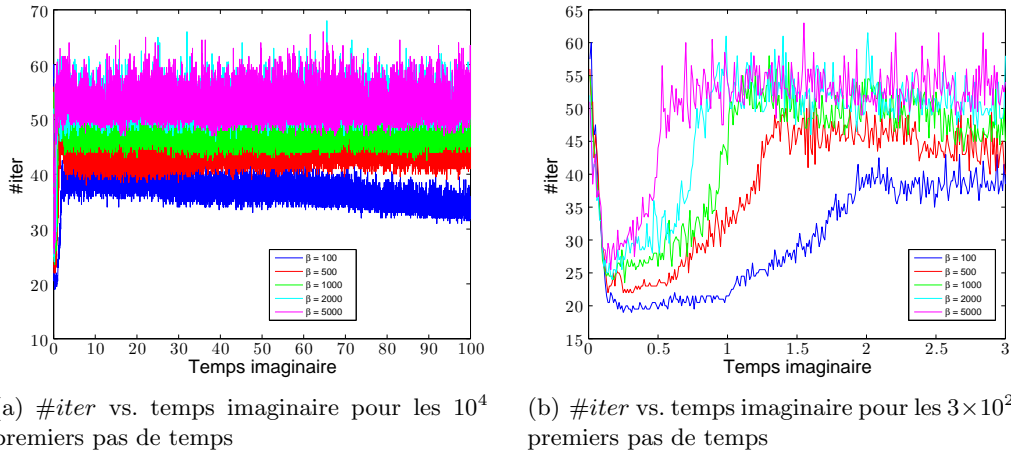 70
60
50
40
30
20
10
#iter
0 10 20 30 40 50 60 70 80 90 100
Temps imaginaire
β = 100
β = 500
β = 1000
β = 2000
β = 5000
65
60
55
50
45
40
35
30
25
20
15
#iter
0 0.5 1 1.5 2 2.5 3
Temps imaginaire
β = 100
β = 500
β = 1000
β = 2000
β = 5000
a) #iter vs. temps imaginaire pour les 10⁴
premiers pas de temps
(b) #iter vs. temps imaginaire pour les 3×10²
premiers pas de temps